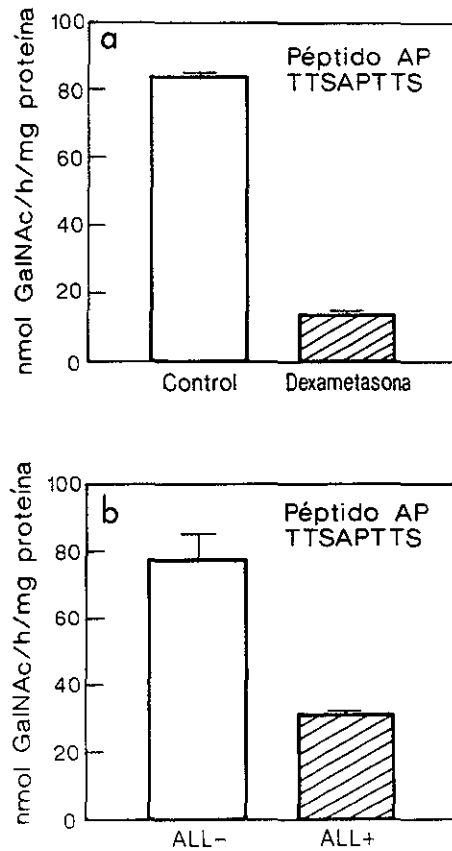 a
Péptido AP
TTSAPTTS
nmol GalNAc/h/mg proteína
100
80
60
40
20
0
Control Dexametasona
b
Péptido AP
TTSAPTTS
nmol GalNAc/h/mg proteína
100
80
60
40
20
0
ALL- ALL+